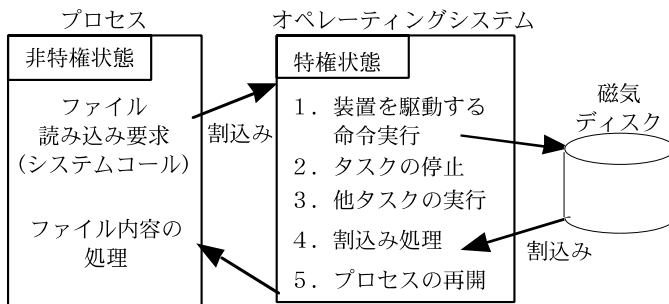 プロセス
非特権状態
ファイル
読み込み要求
(システムコール)
ファイル内容の
処理
割込み
オペレーティングシステム
特権状態
1. 装置を駆動する
命令実行
2. タスクの停止
3. 他タスクの実行
4. 割込み処理
5. プロセスの再開
磁気
ディスク
割込み